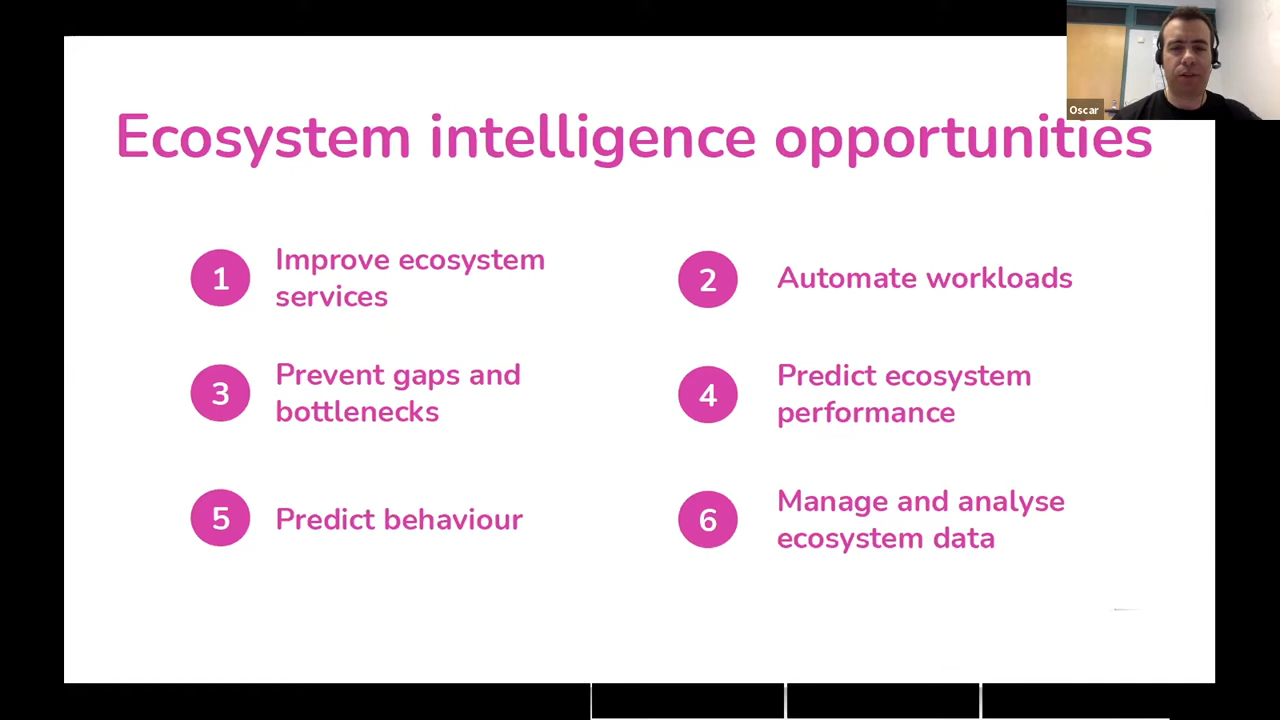 Oscar
Ecosystem intelligence opportunities
1
Improve ecosystem
services
2
Automate workloads
3
Prevent gaps and
bottlenecks
4
Predict ecosystem
performance
5
Predict behaviour
6
Manage and analyse
ecosystem data